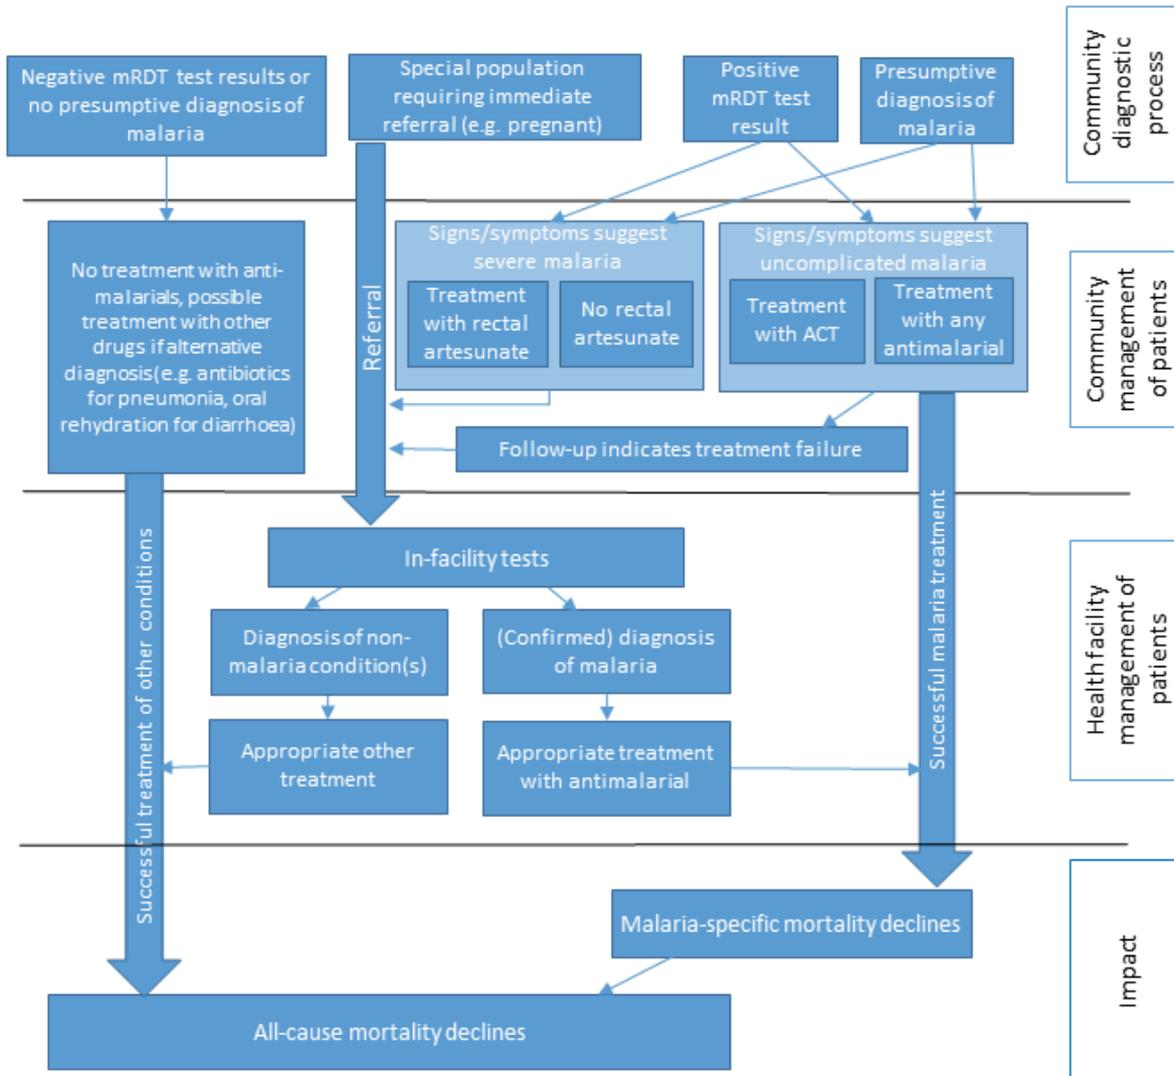 Negative mRDT test results or
no presumptive diagnosis of
malaria
Special population
requiring immediate
referral (e.g. pregnant)
Positive
mRDT test
result
Presumptive
diagnosis of
malaria
Community
diagnostic
process
No treatment with anti-
malarials, possible
treatment with other
drugs if alternative
diagnosis(e.g. antibiotics
for pneumonia, oral
rehydration for diarrhoea)
Referral
Signs/symptoms suggest
severe malaria
Treatment
with rectal
artesunate
No rectal
artesunate
Signs/symptoms suggest
uncomplicated malaria
Treatment
with ACT
Treatment
with any
antimalarial
Follow-up indicates treatment failure
Community
management
of patients
In-facility tests
Diagnosis of non-
malaria condition(s)
(Confirmed) diagnosis
of malaria
Appropriate other
treatment
Appropriate treatment
with antimalarial
Successful treatment of other conditions
Successful malaria treatment
Health facility
management of
patients
Malaria-specific mortality declines
All-cause mortality declines
Impact